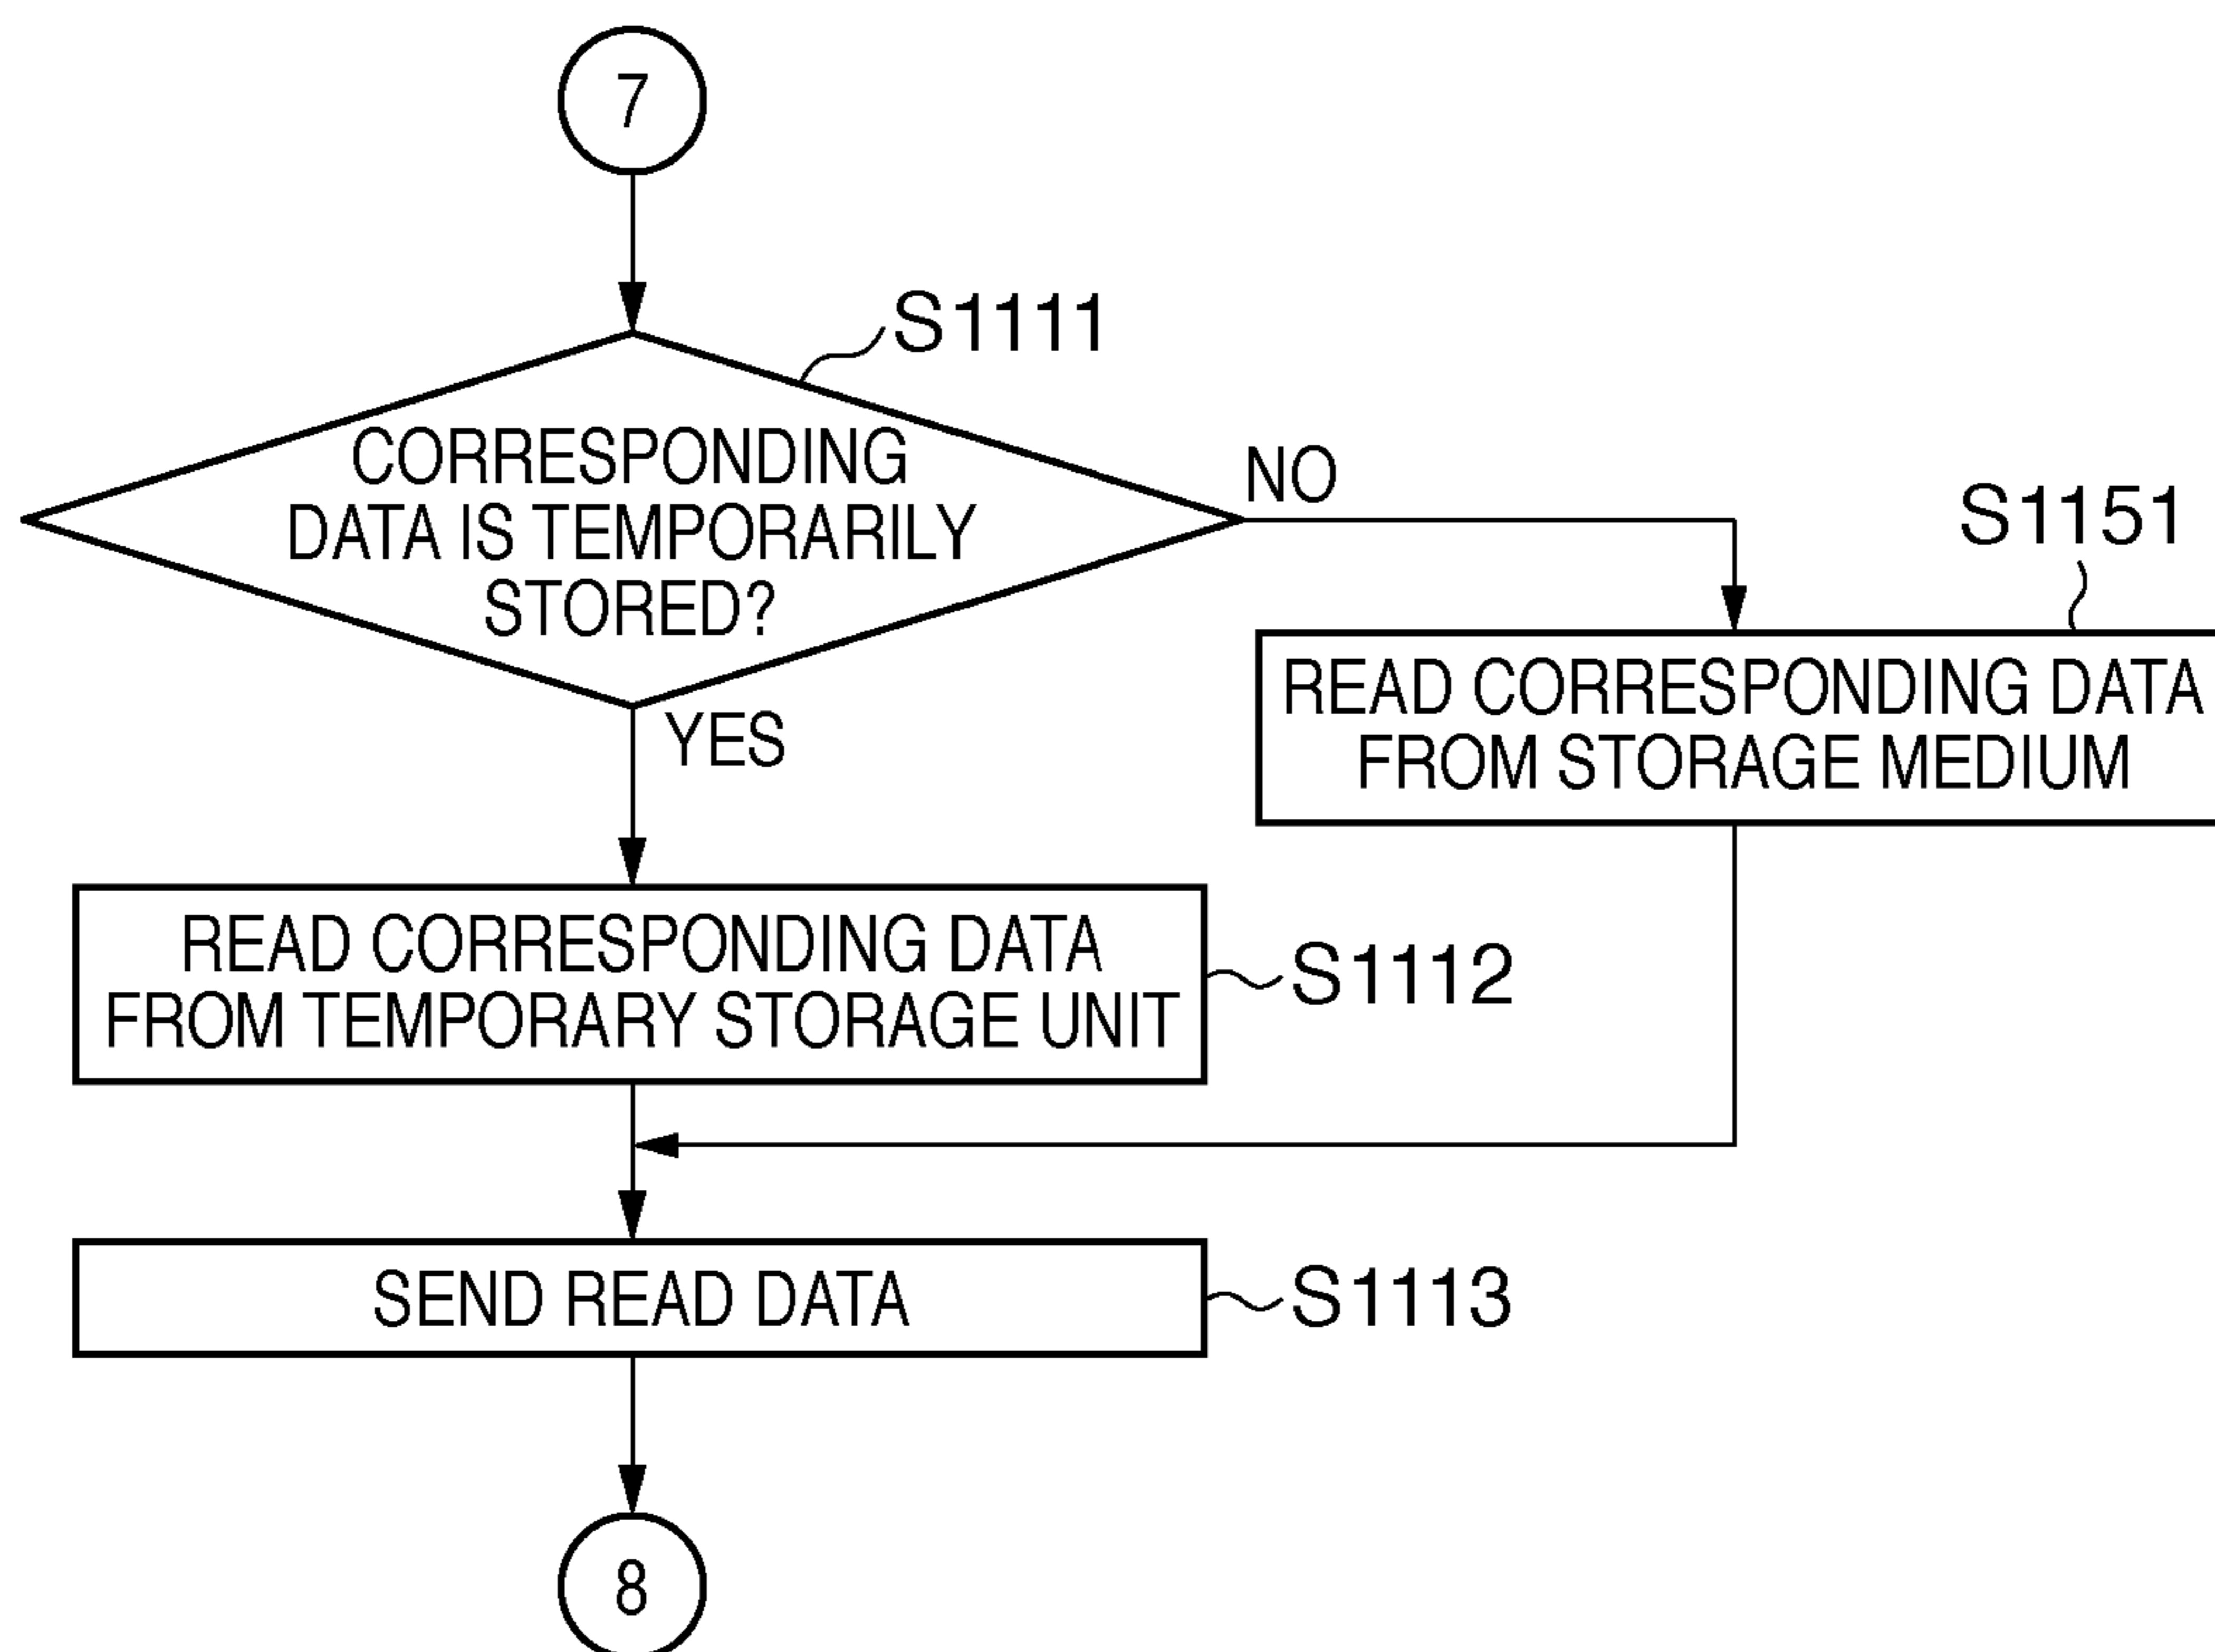 7
S1111
CORRESPONDING
DATA IS TEMPORARILY
STORED?
NO
S1151
READ CORRESPONDING DATA
FROM STORAGE MEDIUM
YES
READ CORRESPONDING DATA
FROM TEMPORARY STORAGE UNIT
S1112
SEND READ DATA
S1113
8